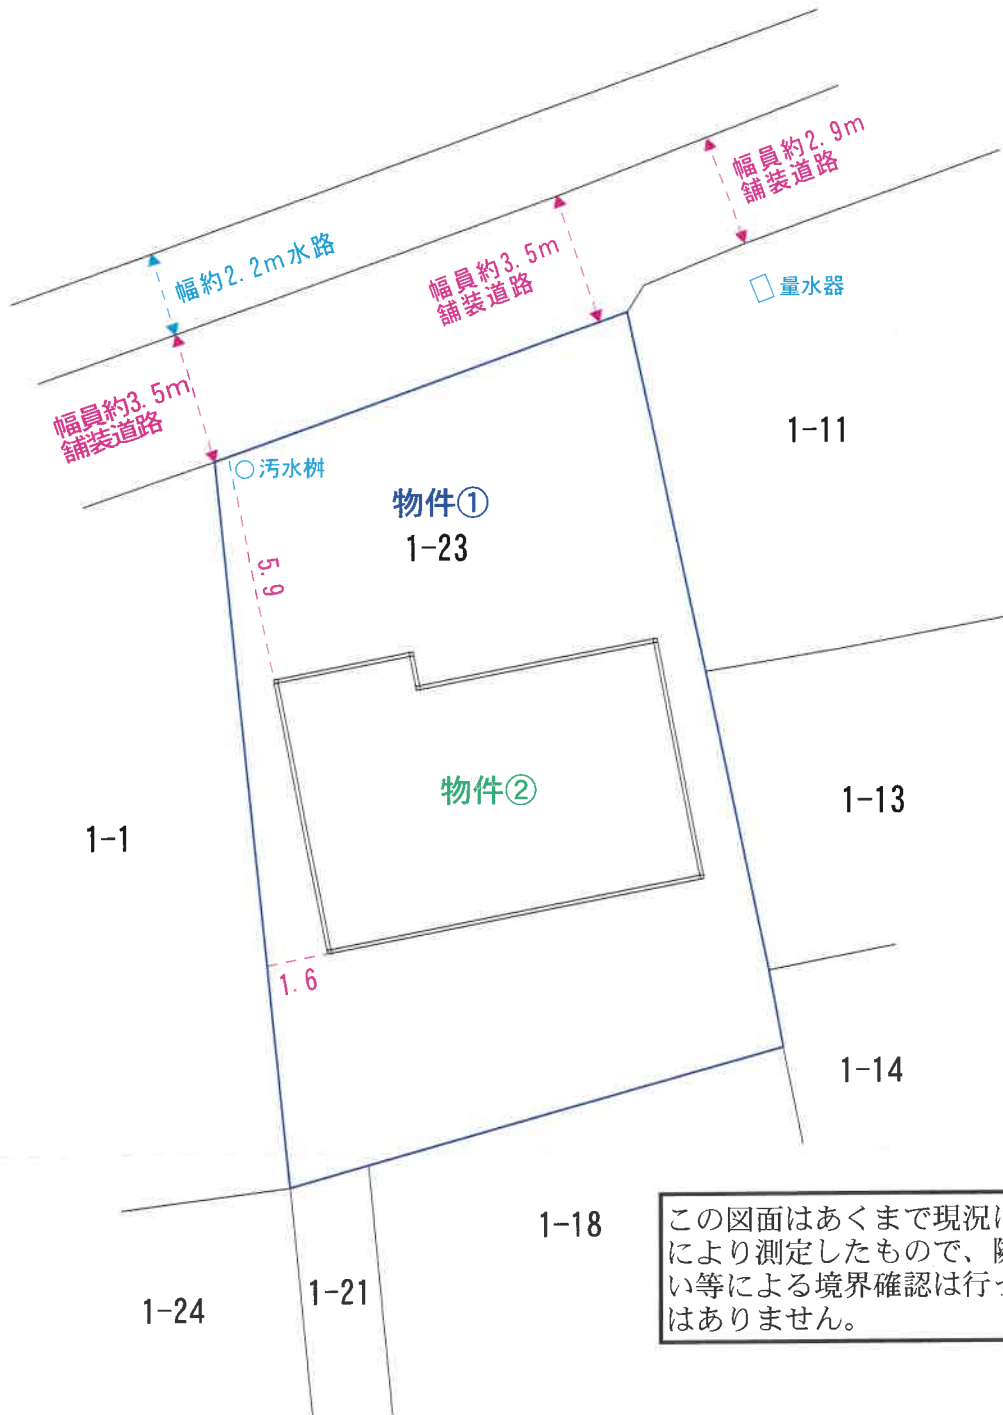 幅員約2.9m
舗装道路
幅約2.2m水路
幅員約3.5m
舗装道路
量水器
幅員約3.5m
舗装道路
1-11
汚水桝
物件①
1-23
5.9
物件②
1-13
1-1
1.6
1-14
1-18
1-21
1-24
この図面はあくまで現況に
により測定したもので、隣
い等による境界確認は行っ
はありません。